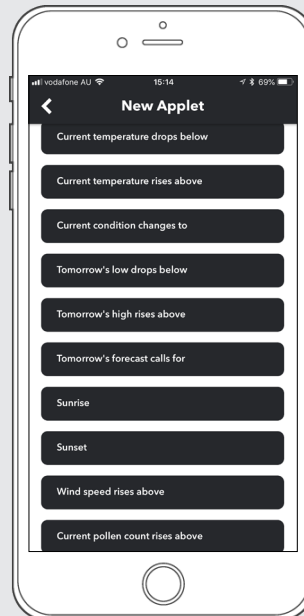 vodafone AU 15:14 69%
New Applet
Current temperature drops below
Current temperature rises above
Current condition changes to
Tomorrow's low drops below
Tomorrow's high rises above
Tomorrow's forecast calls for
Sunrise
Sunset
Wind speed rises above
Current pollen count rises above